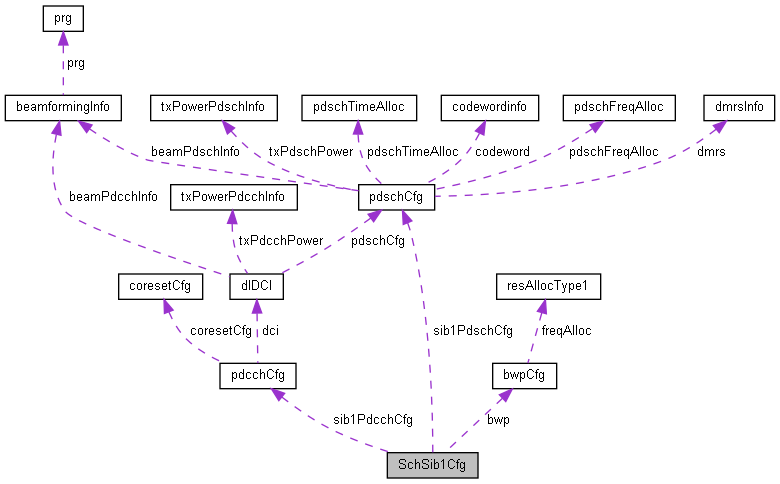 prg
prg
beamformingInfo
txPowerPdschInfo
pdschTimeAlloc
codewordinfo
pdschFreqAlloc
dmrsInfo
beamPdschInfo
txPdschPower
pdschTimeAlloc
codeword
pdschFreqAlloc
dmrs
beamPdcchInfo
txPowerPdcchInfo
pdschCfg
txPdcchPower
pdschCfg
coresetCfg
dlDCI
resAllocType1
coresetCfg
dci
sib1PdschCfg
freqAlloc
pdcchCfg
bwpCfg
sib1PdcchCfg
bwp
SchSib1Cfg